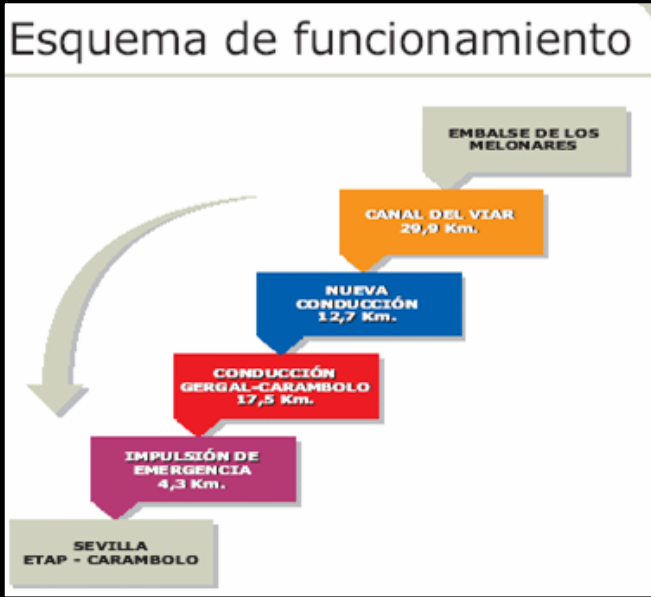 Esquema de funcionamiento
EMBALSE DE LOS
MELONARES
CANAL DEL VIAR
29,9 Km.
NUEVA
CONDUCCIÓN
12,7 Km.
CONDUCCIÓN
GERGAL-CARAMBOLO
17,5 Km.
IMPULSIÓN DE
EMERGENCIA
4,3 Km.
SEVILLA
ETAP - CARAMBOLO